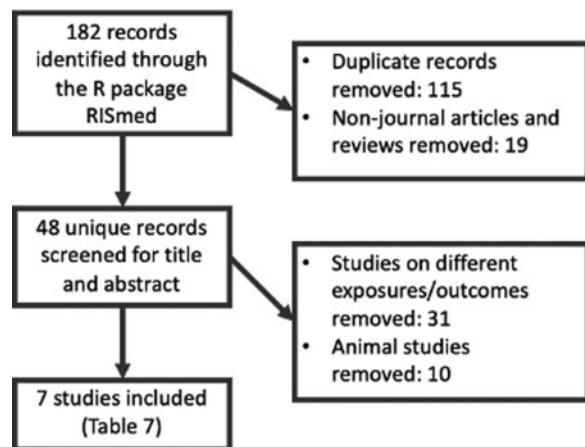 182 records
identified through
the R package
RISmed
• Duplicate records
removed: 115
• Non-journal articles and
reviews removed: 19
48 unique records
screened for title
and abstract
• Studies on different
exposures/outcomes
removed: 31
• Animal studies
removed: 10
7 studies included
(Table 7)